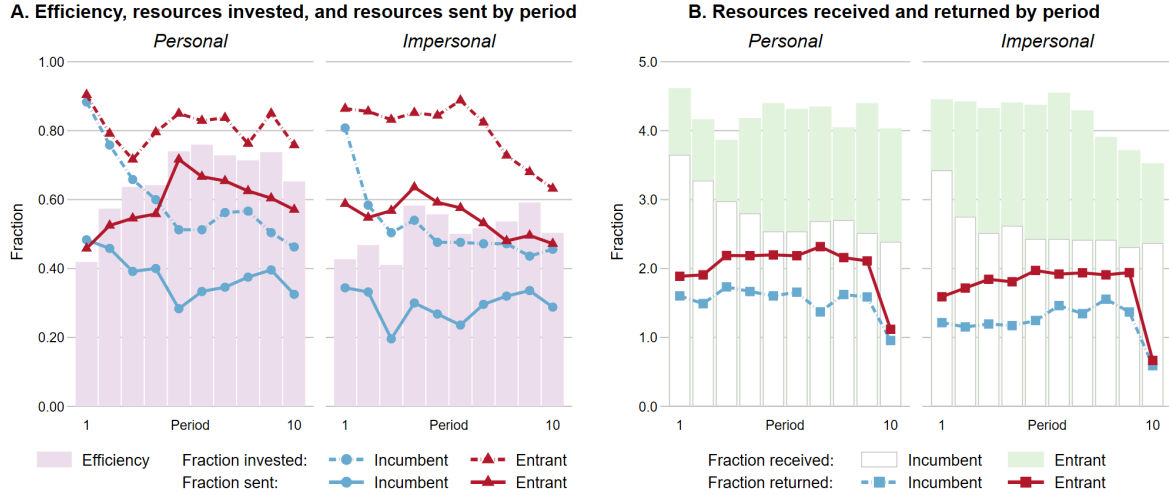 A. Efficiency, resources invested, and resources sent by period
Personal
Impersonal
1.00
0.80
0.60
0.40
0.20
0.00
Fraction
1
Period
10
1
Period
10
Efficiency
Fraction invested:
Incumbent
Entrant
Fraction sent:
Incumbent
Entrant
B. Resources received and returned by period
Personal
Impersonal
5.0
4.0
3.0
2.0
1.0
0.0
Fraction
1
Period
10
1
Period
10
Fraction received:
Incumbent
Entrant
Fraction returned:
Incumbent
Entrant